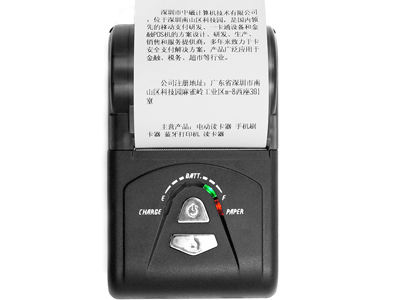 深圳市中磁计算机技术有限公司
，位于深圳南山区科技园，是国内领
先的移动支付研发、一卡通设备和金
融POS机的方案设计、研发、生产、
销售和服务提供商，多年来致力于卡
安全支付解决方案，产品广泛应用于
金融、税务、超市等行业。
公司注册地址：广东省深圳市南
山区科技园麻雀岭工业区m-8西座301
室
主营产品：电动读卡器 手机刷
卡器 蓝牙打印机 读卡器
BATT.
E F
CHARGE PAPER